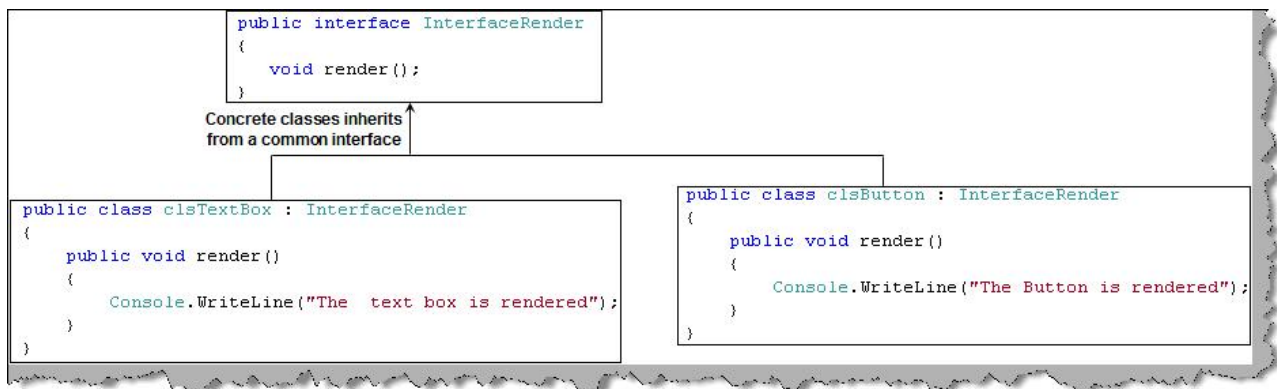 public interface InterfaceRender
{
void render();
}
Concrete classes inherits
from a common interface
public class clsTextBox : InterfaceRender
{
public void render()
{
Console.WriteLine("The  text box is rendered");
}
}
public class clsButton : InterfaceRender
{
public void render()
{
Console.WriteLine("The Button is rendered");
}
}